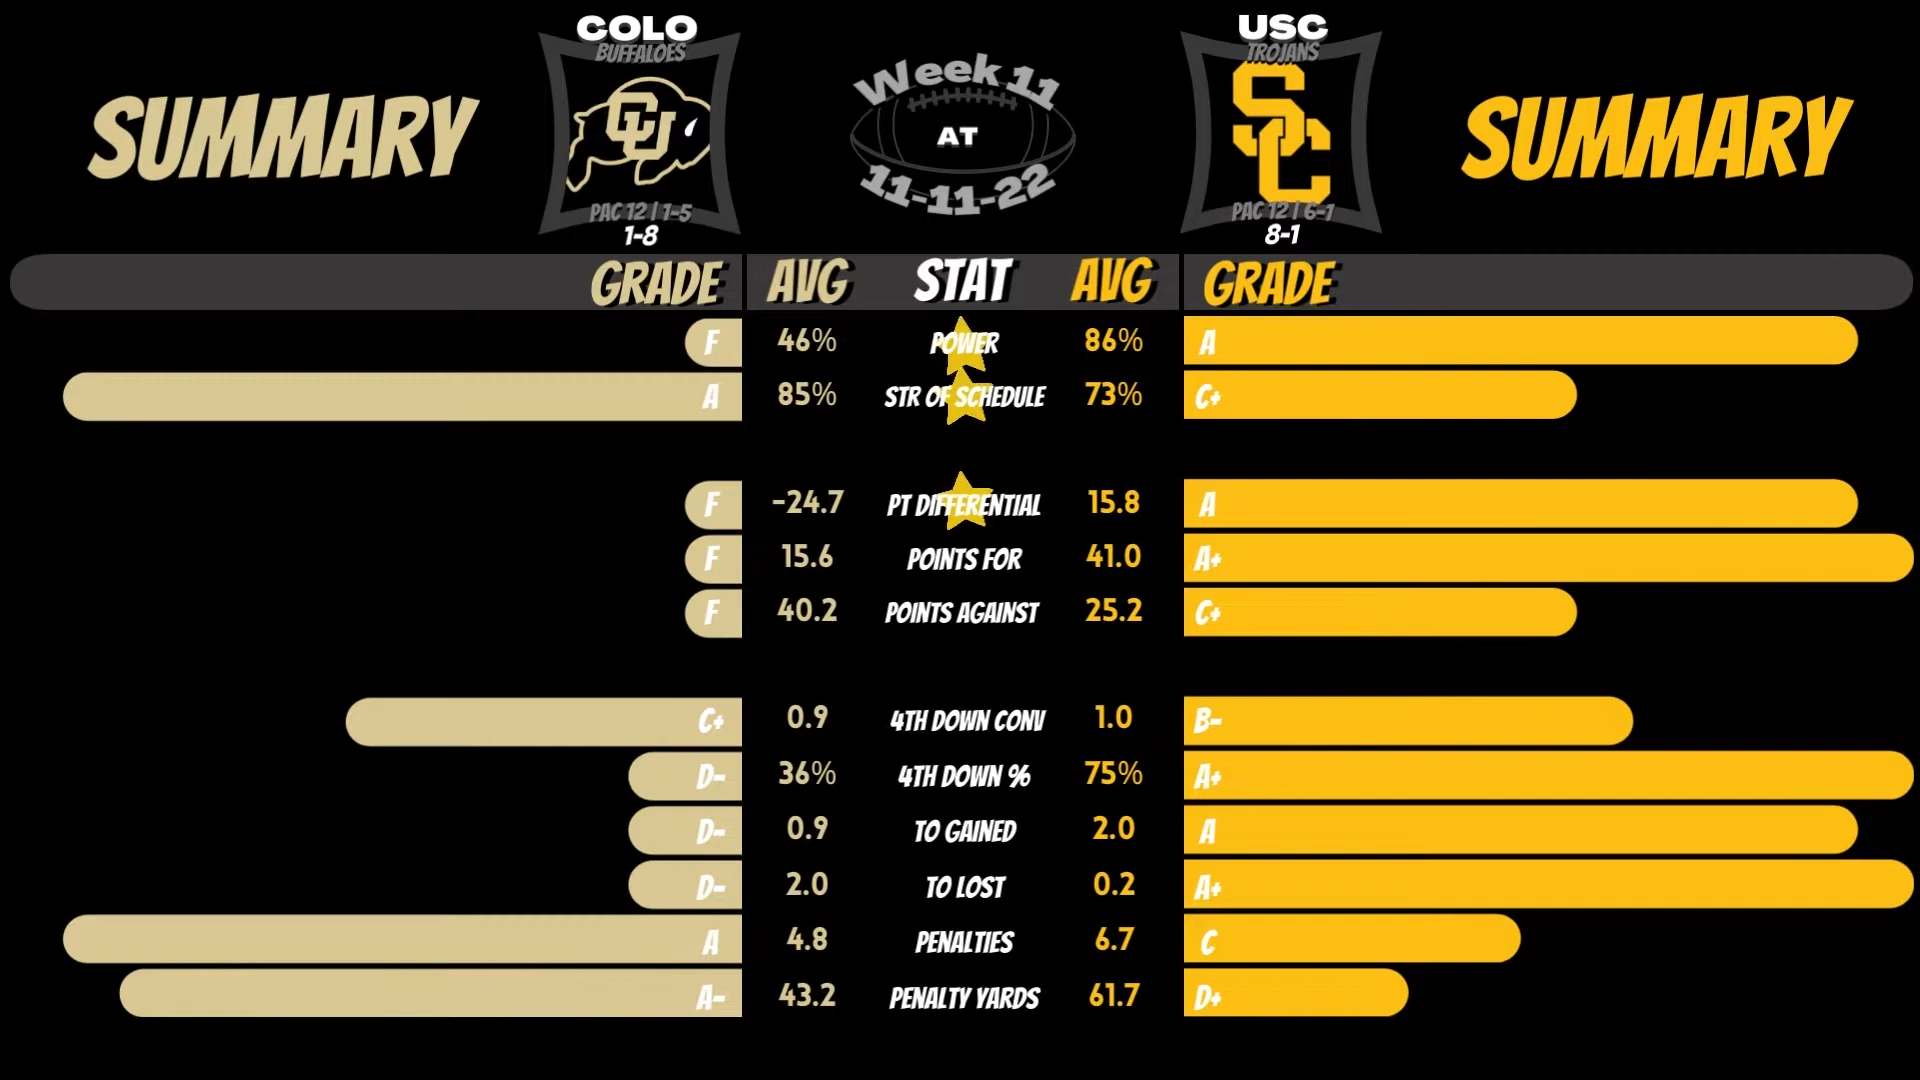 COLO
BUFFALOES
CU
PAC 12 | 1-5
1-8
SUMMARY
Week 11
AT
11-11-22
USC
TROJANS
SC
PAC 12 | 6-1
8-1
SUMMARY
GRADE AVG STAT AVG GRADE
F 46% POWER 86% A
A 85% STR OF SCHEDULE 73% C+
F -24.7 PT DIFFERENTIAL 15.8 A
F 15.6 POINTS FOR 41.0 A+
F 40.2 POINTS AGAINST 25.2 C+
C+ 0.9 4TH DOWN CONV 1.0 B-
D- 36% 4TH DOWN % 75% A+
D- 0.9 TO GAINED 2.0 A
D- 2.0 TO LOST 0.2 A+
A 4.8 PENALTIES 6.7 C
A- 43.2 PENALTY YARDS 61.7 D+